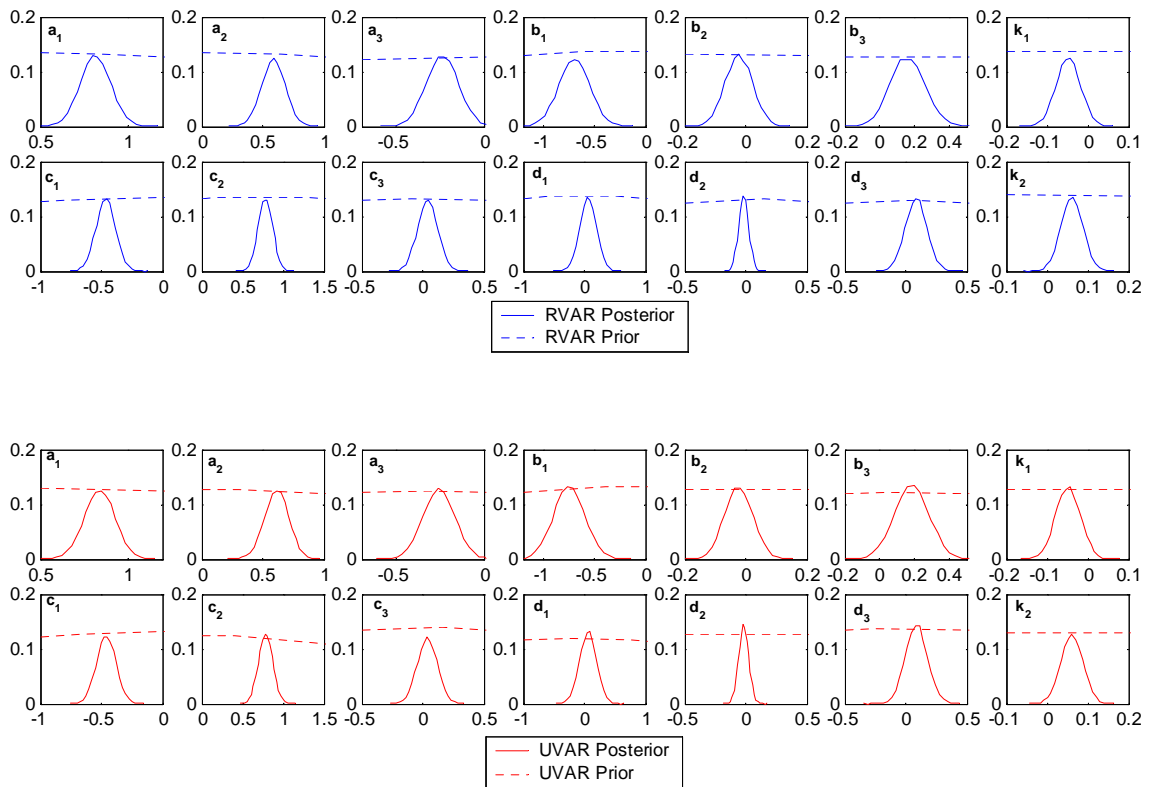 a1 a2 a3 b1 b2 b3 k1
0.2 0.2 0.2 0.2 0.2 0.2 0.2
0.1 0.1 0.1 0.1 0.1 0.1 0.1
0 0 0 0 0 0 0
0.5 1 0 0.5 1 -0.5 0 -1 -0.5 0 -0.2 0 0.2 -0.2 0 0.2 0.4 -0.2 -0.1 0 0.1
c1 c2 c3 d1 d2 d3 k2
0.2 0.2 0.2 0.2 0.2 0.2 0.2
0.1 0.1 0.1 0.1 0.1 0.1 0.1
0 0 0 0 0 0 0
-1 -0.5 0 0 0.5 1 1.5 -0.5 0 0.5 -1 0 1 -0.5 0 0.5 -0.5 0 0.5 -0.1 0 0.1 0.2
RVAR Posterior
RVAR Prior
a1 a2 a3 b1 b2 b3 k1
0.2 0.2 0.2 0.2 0.2 0.2 0.2
0.1 0.1 0.1 0.1 0.1 0.1 0.1
0 0 0 0 0 0 0
0.5 1 0 0.5 1 -0.5 0 -1 -0.5 0 -0.2 0 0.2 -0.2 0 0.2 0.4 -0.2 -0.1 0 0.1
c1 c2 c3 d1 d2 d3 k2
0.2 0.2 0.2 0.2 0.2 0.2 0.2
0.1 0.1 0.1 0.1 0.1 0.1 0.1
0 0 0 0 0 0 0
-1 -0.5 0 0 0.5 1 1.5 -0.5 0 0.5 -1 0 1 -0.5 0 0.5 -0.5 0 0.5 -0.1 0 0.1 0.2
UVAR Posterior
UVAR Prior